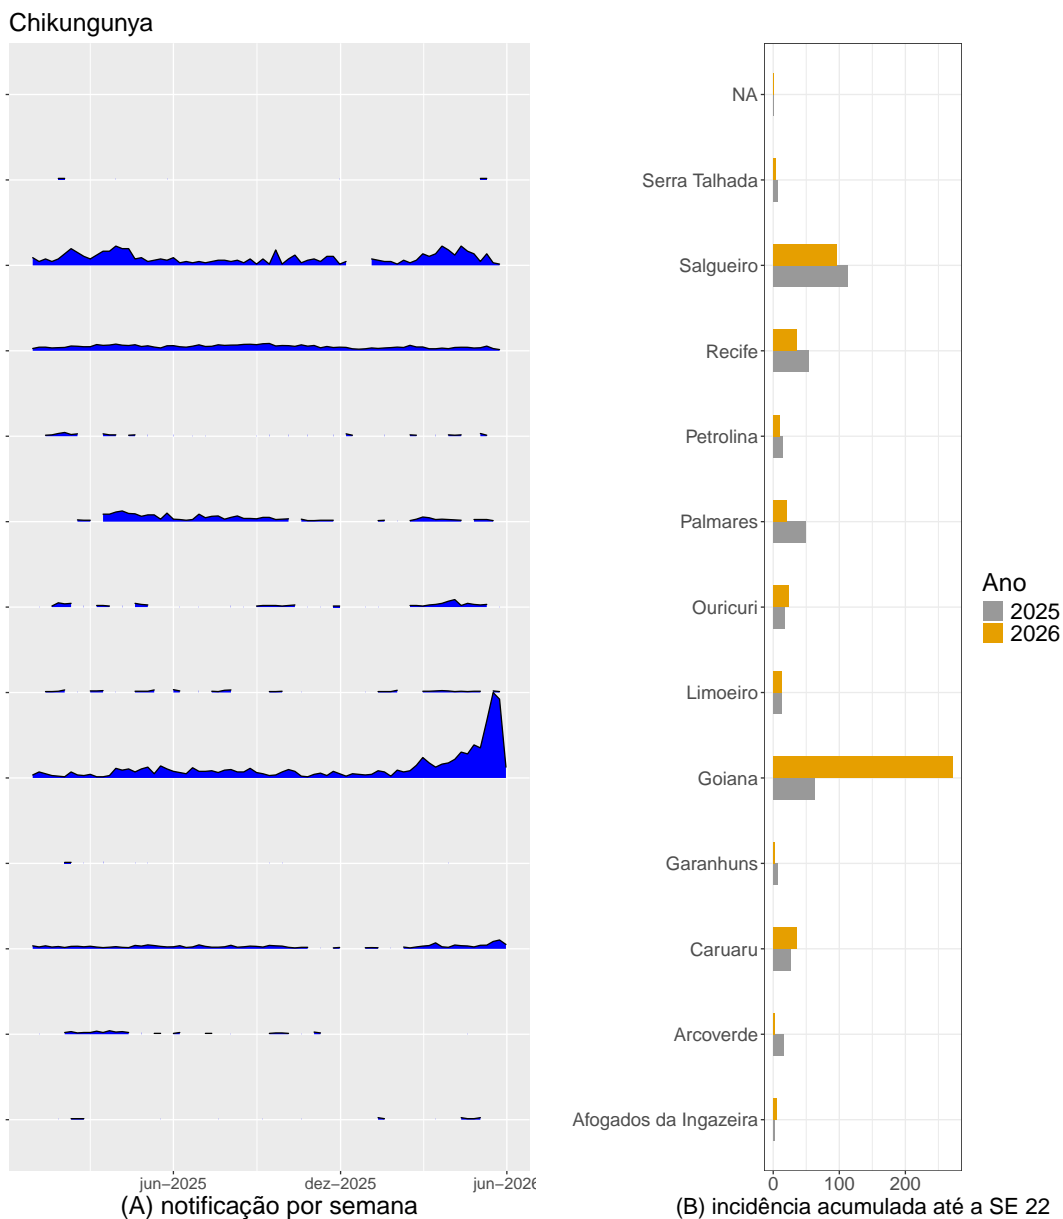 Chikungunya
NA
Serra Talhada
Salgueiro
Recife
Petrolina
Palmares
Ouricuri
Limoeiro
Goiana
Garanhuns
Caruaru
Arcoverde
Afogados da Ingazeira
Ano
2025
2026
jun–2025 dez–2025 jun–2026
0 100 200
(A) notificação por semana
(B) incidência acumulada até a SE 22